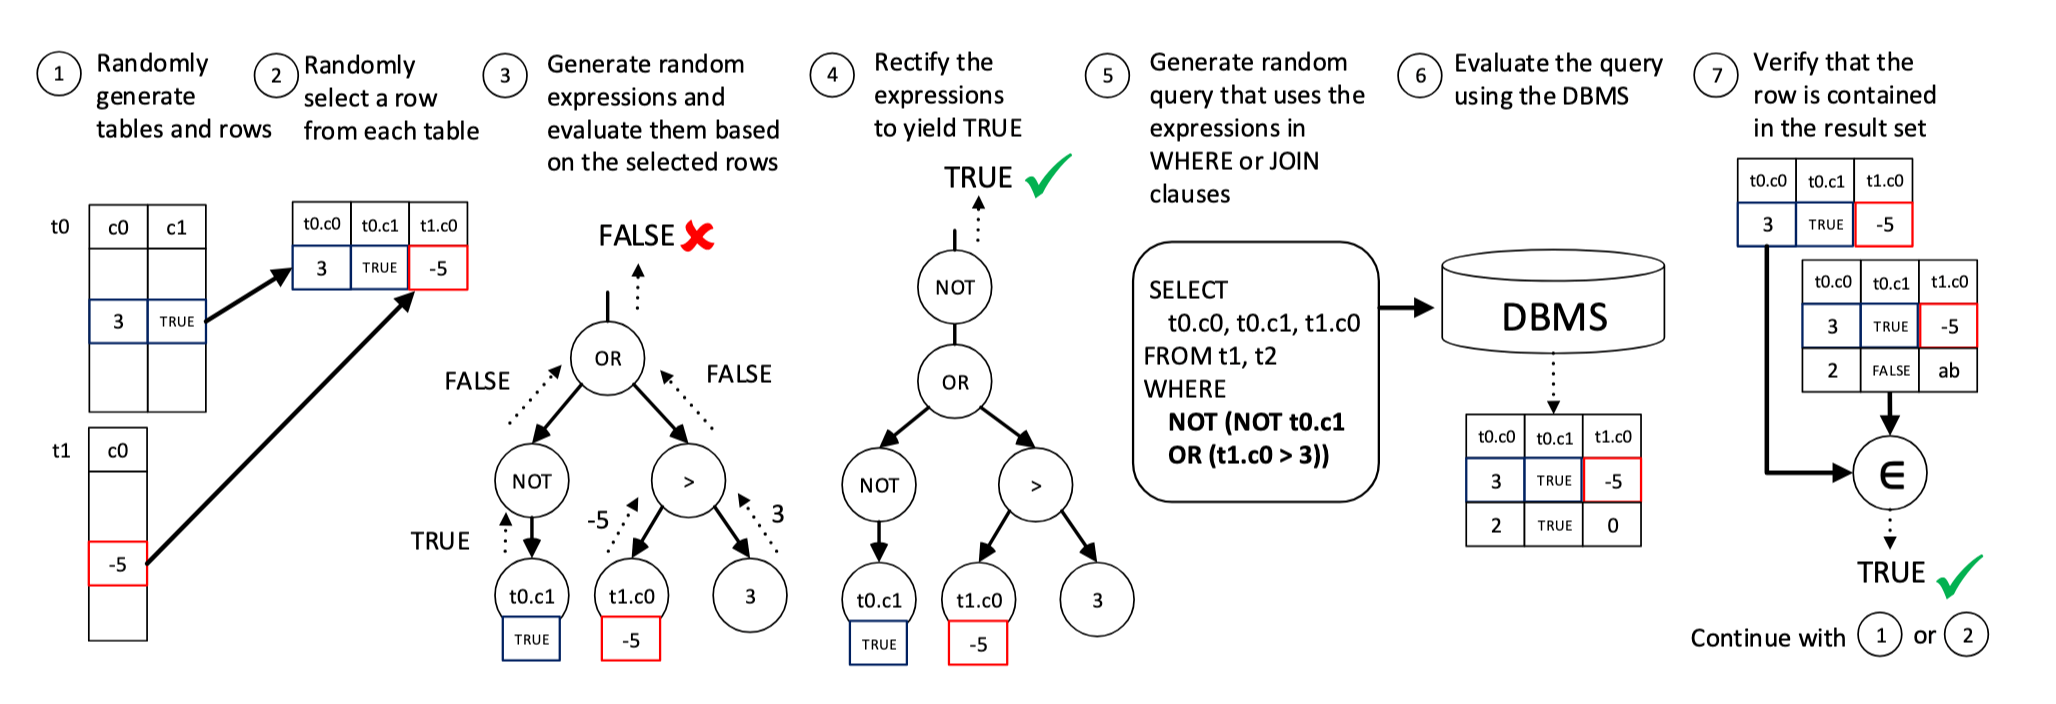 1 Randomly
generate
tables and rows
2 Randomly
select a row
from each table
3 Generate random
expressions and
evaluate them based
on the selected rows
4 Rectify the
expressions
to yield TRUE
5 Generate random
query that uses the
expressions in
WHERE or JOIN
clauses
6 Evaluate the query
using the DBMS
7 Verify that the
row is contained
in the result set
t0
c0 c1
3 TRUE
t1
c0
-5
t0.c0 t0.c1 t1.c0
3 TRUE -5
FALSE
OR
FALSE FALSE
NOT >
TRUE -5 3
t0.c1 t1.c0 3
TRUE -5
TRUE
NOT
OR
NOT >
t0.c1 t1.c0 3
TRUE -5
SELECT
t0.c0, t0.c1, t1.c0
FROM t1, t2
WHERE
NOT (NOT t0.c1
OR (t1.c0 > 3))
DBMS
t0.c0 t0.c1 t1.c0
3 TRUE -5
2 TRUE 0
t0.c0 t0.c1 t1.c0
3 TRUE -5
t0.c0 t0.c1 t1.c0
3 TRUE -5
2 FALSE ab
∈
TRUE
Continue with 1 or 2